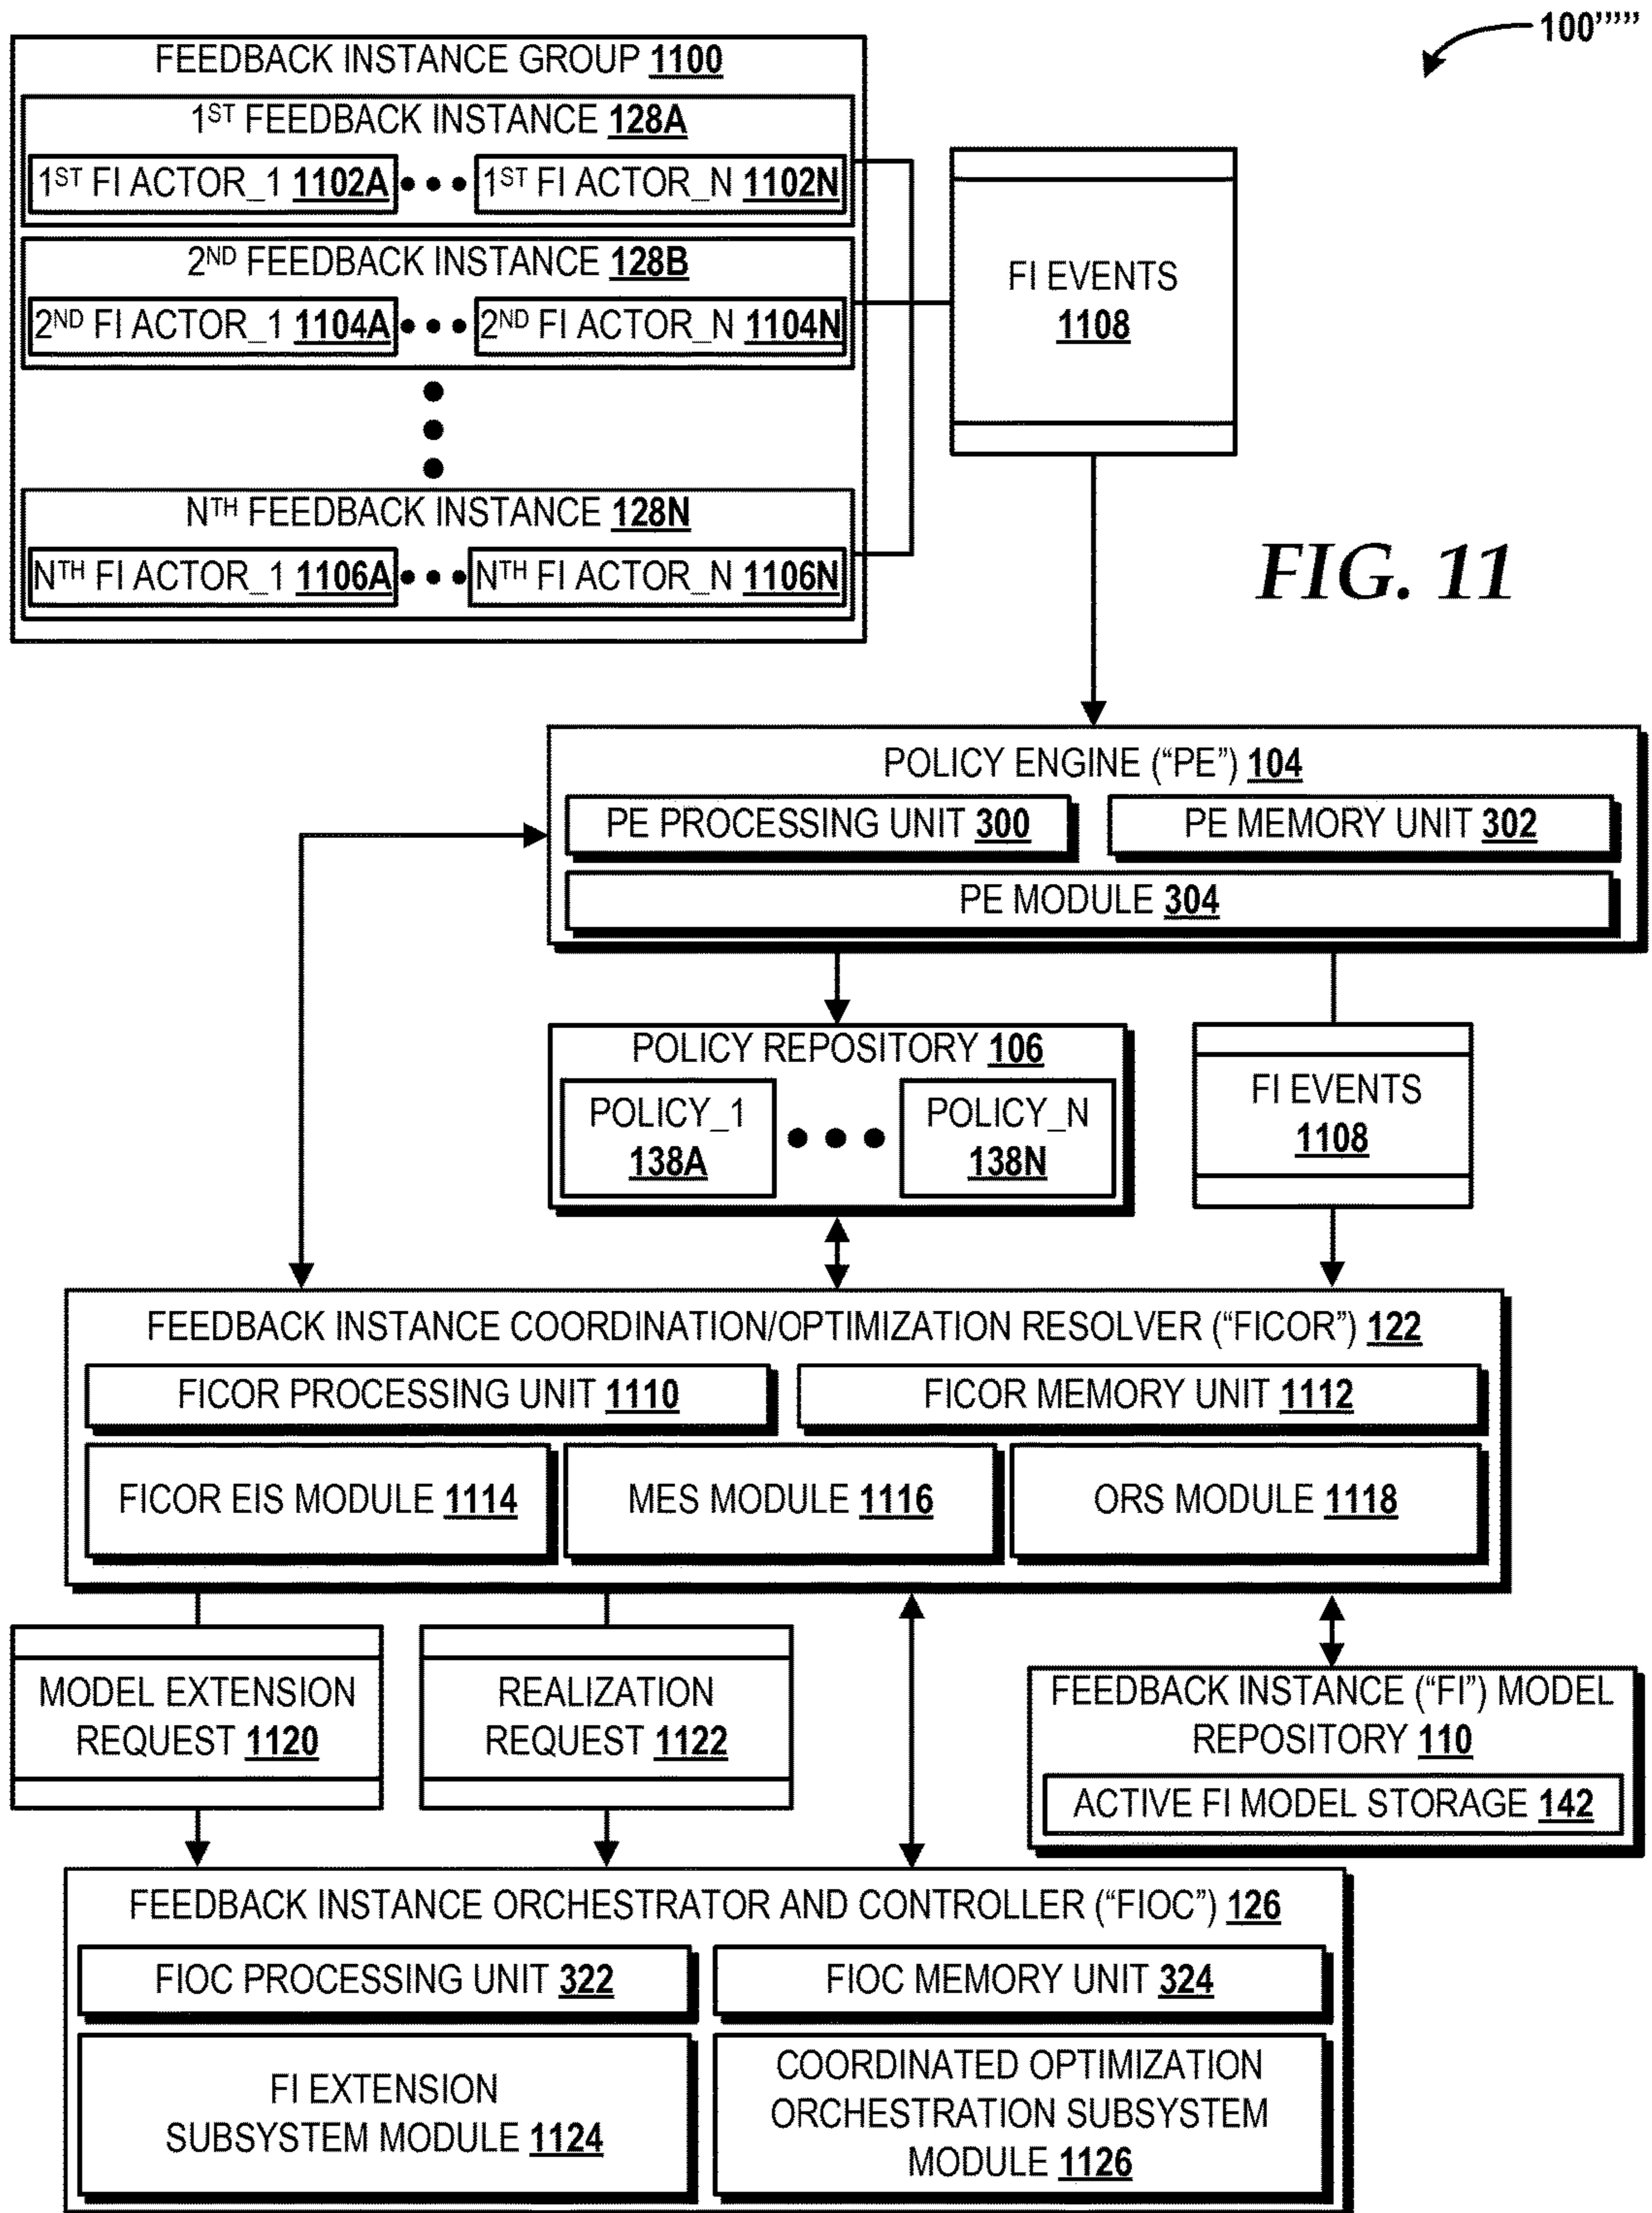 100'''''
FEEDBACK INSTANCE GROUP 1100
1ST FEEDBACK INSTANCE 128A
1ST FI ACTOR_1 1102A ••• 1ST FI ACTOR_N 1102N
2ND FEEDBACK INSTANCE 128B
2ND FI ACTOR_1 1104A ••• 2ND FI ACTOR_N 1104N
NTH FEEDBACK INSTANCE 128N
NTH FI ACTOR_1 1106A ••• NTH FI ACTOR_N 1106N
FI EVENTS
1108
FIG. 11
POLICY ENGINE (“PE”) 104
PE PROCESSING UNIT 300
PE MEMORY UNIT 302
PE MODULE 304
POLICY REPOSITORY 106
POLICY_1
138A
POLICY_N
138N
FI EVENTS
1108
FEEDBACK INSTANCE COORDINATION/OPTIMIZATION RESOLVER (“FICOR”) 122
FICOR PROCESSING UNIT 1110
FICOR MEMORY UNIT 1112
FICOR EIS MODULE 1114
MES MODULE 1116
ORS MODULE 1118
MODEL EXTENSION
REQUEST 1120
REALIZATION
REQUEST 1122
FEEDBACK INSTANCE (“FI”) MODEL
REPOSITORY 110
ACTIVE FI MODEL STORAGE 142
FEEDBACK INSTANCE ORCHESTRATOR AND CONTROLLER (“FIOC”) 126
FIOC PROCESSING UNIT 322
FIOC MEMORY UNIT 324
FI EXTENSION
SUBSYSTEM MODULE 1124
COORDINATED OPTIMIZATION
ORCHESTRATION SUBSYSTEM
MODULE 1126